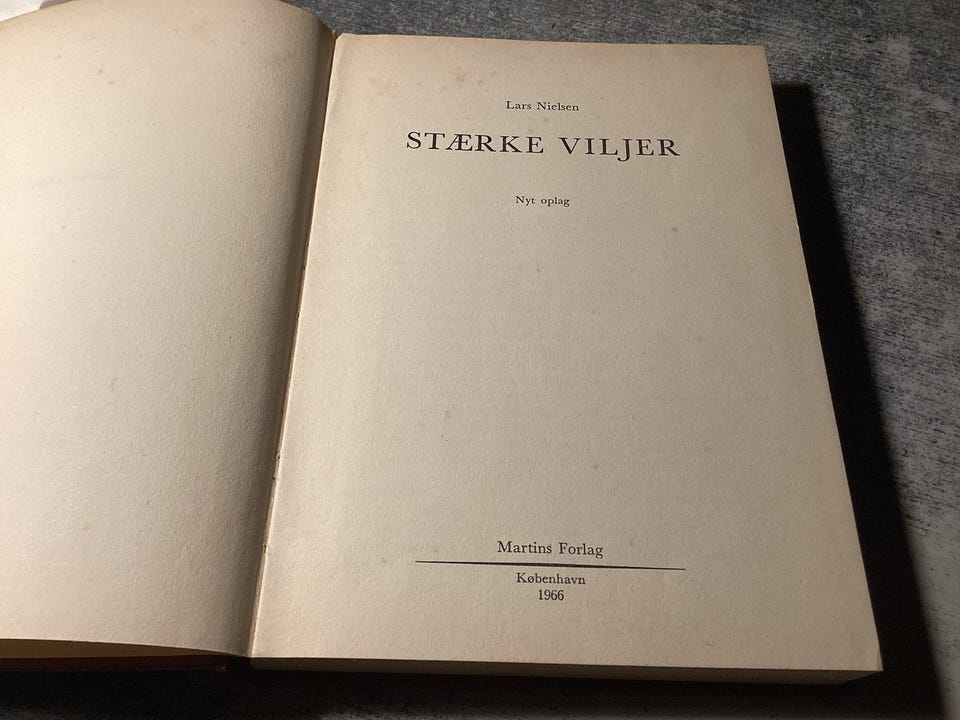 Lars Nielsen
STÆRKE VILJER
Nyt oplag
Martins Forlag
København
1966